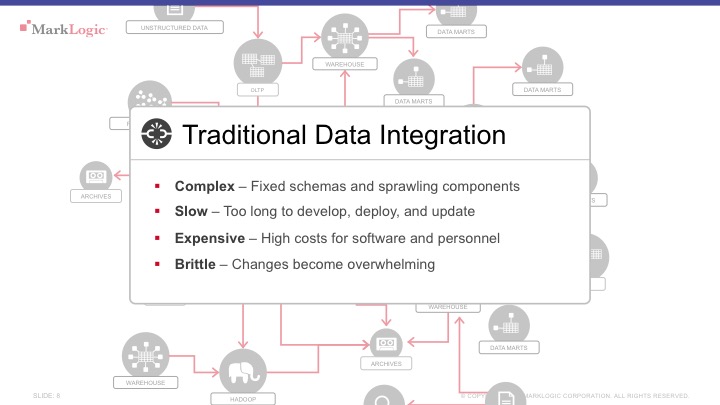 MarkLogic
UNSTRUCTURED DATA
DATA MARTS
WAREHOUSE
OLTP
DATA MARTS
DATA MARTS
Traditional Data Integration
ARCHIVES
Complex – Fixed schemas and sprawling components
Slow – Too long to develop, deploy, and update
Expensive – High costs for software and personnel
Brittle – Changes become overwhelming
WAREHOUSE
DATA MARTS
ARCHIVES
WAREHOUSE
HADOOP
SLIDE: 8
MARKLOGIC CORPORATION. ALL RIGHTS RESERVED.